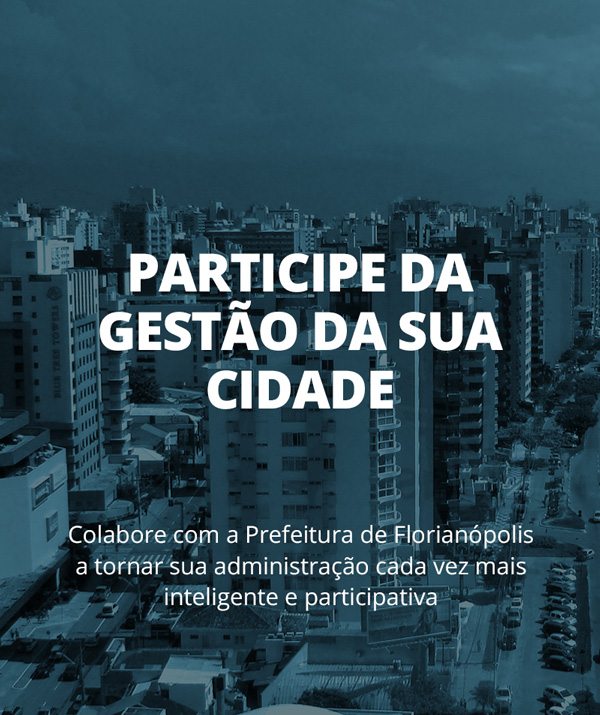 PARTICIPE DA
GESTÃO DA SUA
CIDADE
Colabore com a Prefeitura de Florianópolis
a tornar sua administração cada vez mais
inteligente e participativa